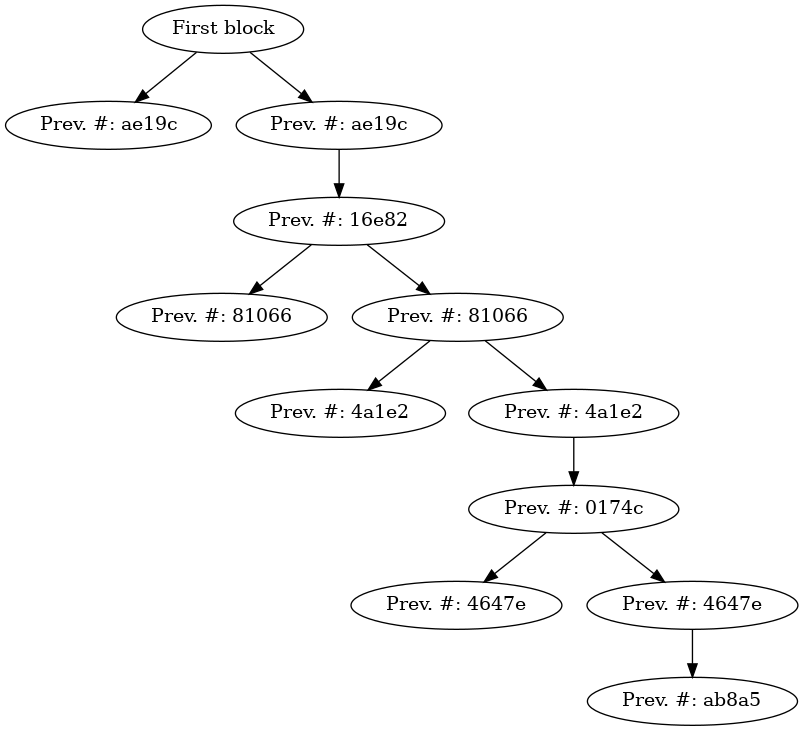 First block
Prev. #: ae19c
Prev. #: ae19c
Prev. #: 16e82
Prev. #: 81066
Prev. #: 81066
Prev. #: 4a1e2
Prev. #: 4a1e2
Prev. #: 0174c
Prev. #: 4647e
Prev. #: 4647e
Prev. #: ab8a5